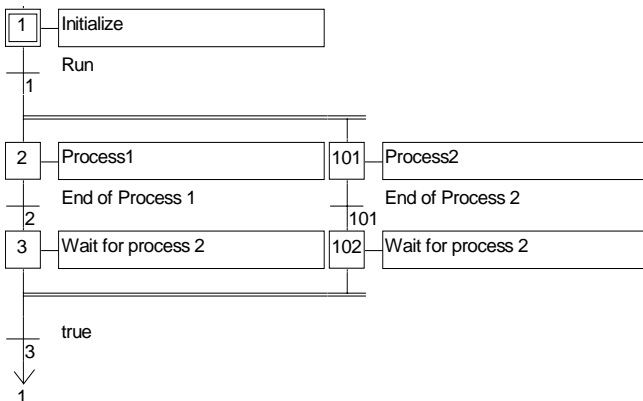 1 Initialize
Run
1
2 Process1 101 Process2
End of Process 1 End of Process 2
2 101
3 Wait for process 2 102 Wait for process 2
true
3
1